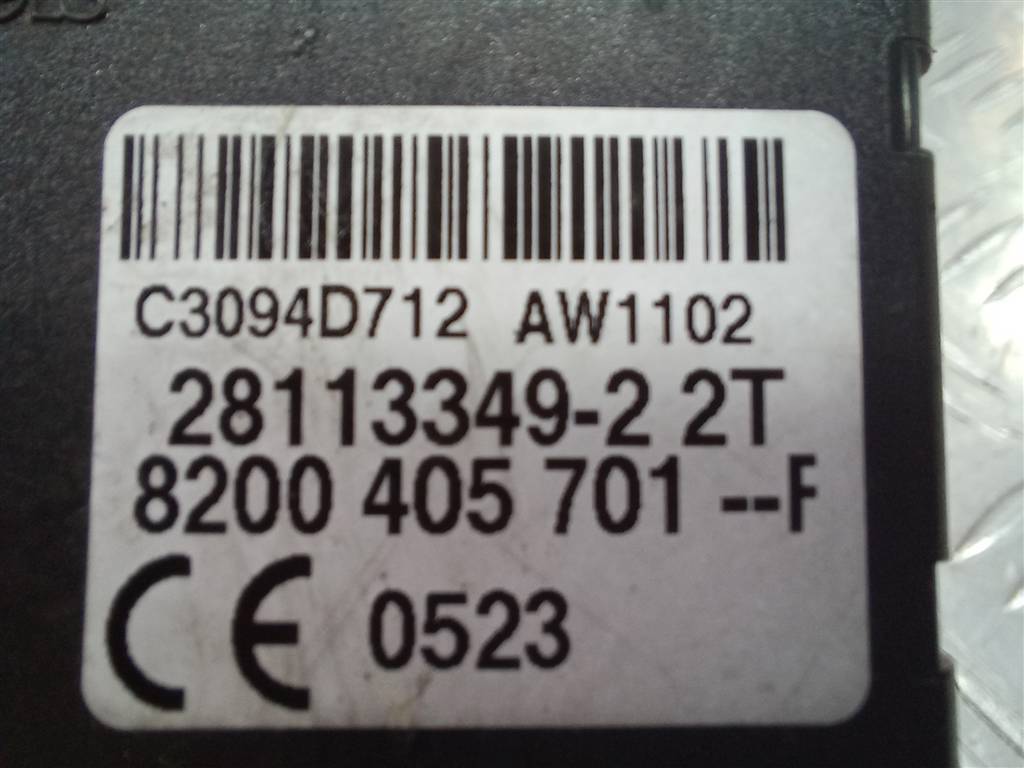 C3094D712 AW1102
28113349-2 2T
8200 405 701 --F
CE 0523